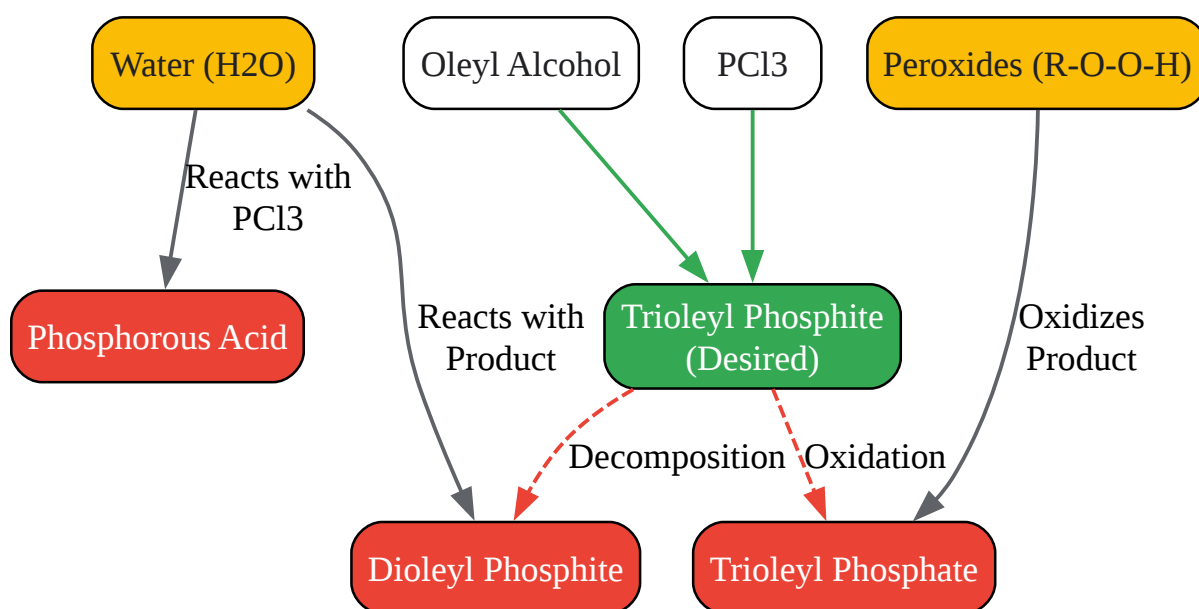 Water (H2O)
Oleyl Alcohol
PCl3
Peroxides (R-O-O-H)
Reacts with
PCl3
Phosphorous Acid
Reacts with
Product
Trioleyl Phosphite
(Desired)
Oxidizes
Product
Decomposition
Oxidation
Dioleyl Phosphite
Trioleyl Phosphate